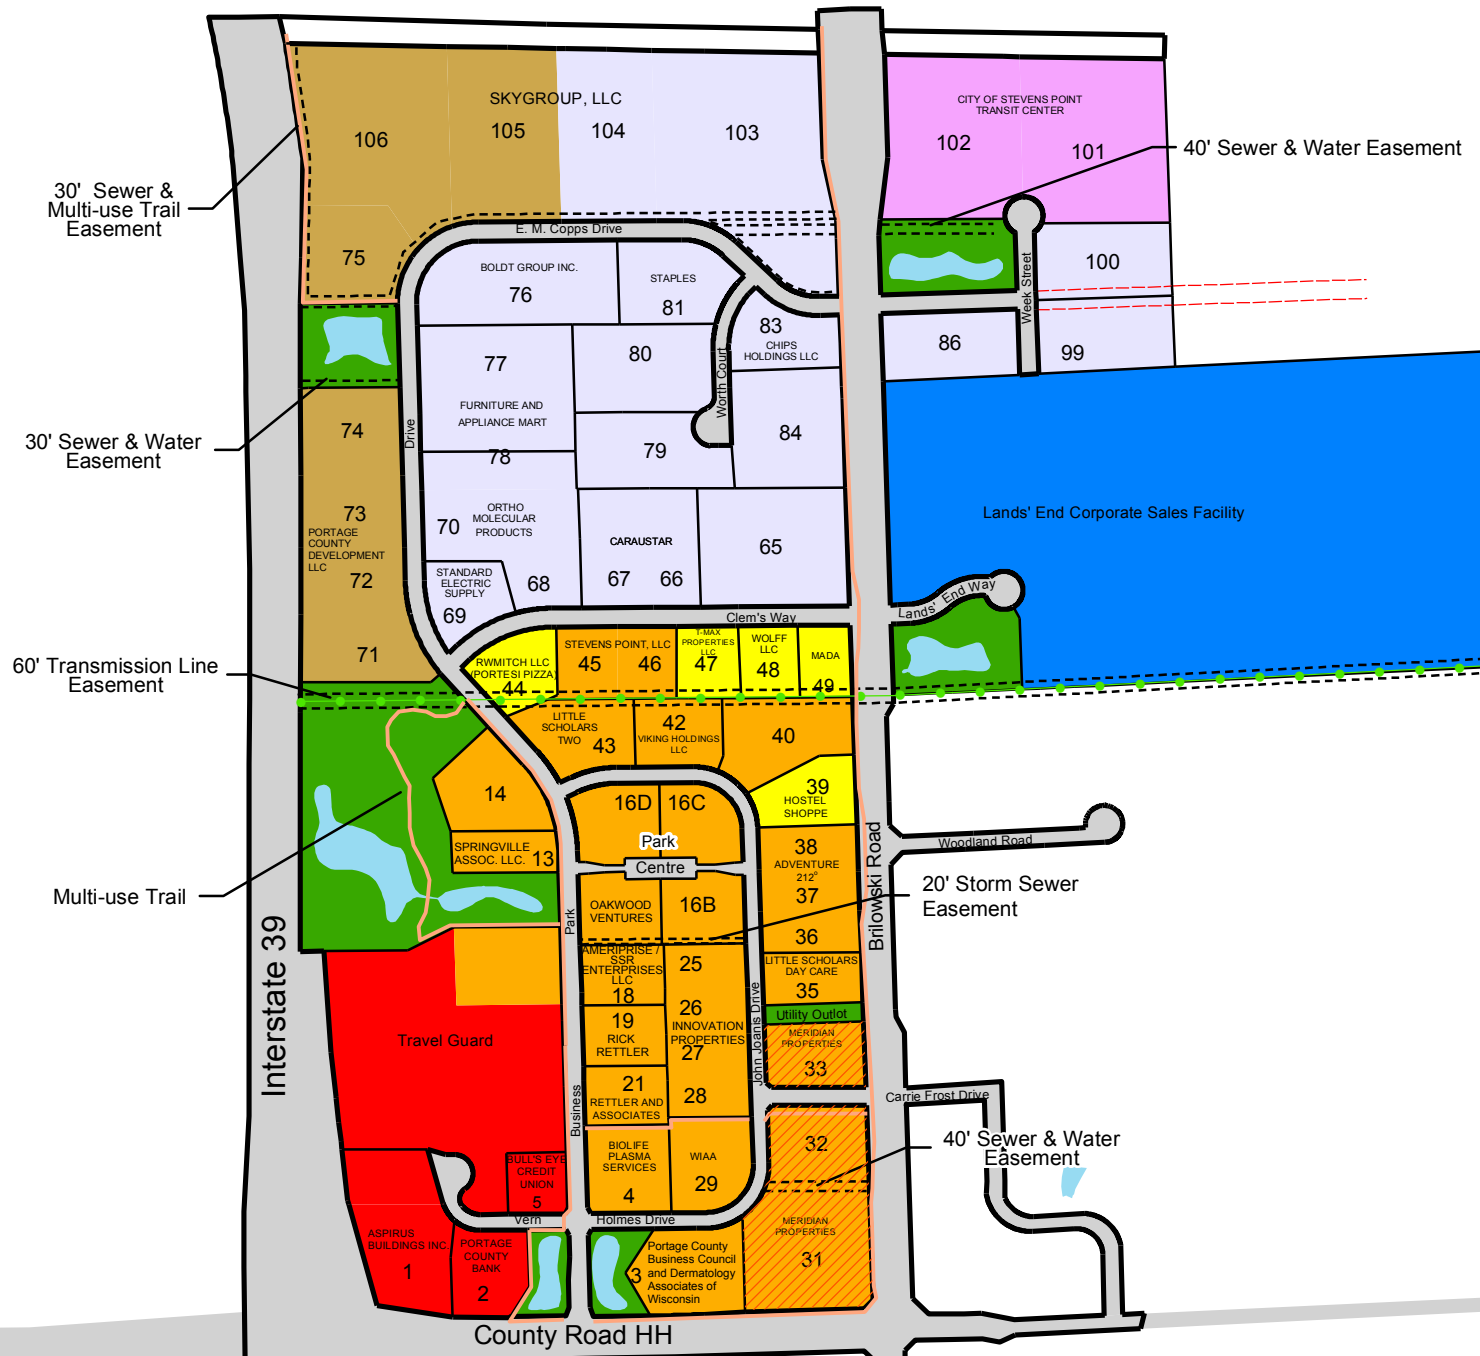 SKYGROUP, LLC
106
105
104
103
CITY OF STEVENS POINT
TRANSIT CENTER
102
101
40' Sewer & Water Easement
30' Sewer &
Multi-use Trail
Easement
75
E. M. Copps Drive
BOLDT GROUP INC.
76
STAPLES
81
Week Street
100
83
CHIPS
HOLDINGS LLC
86
99
77
80
Worth Court
FURNITURE AND
APPLIANCE MART
Drive
74
84
30' Sewer & Water
Easement
78
79
73
PORTAGE
COUNTY
DEVELOPMENT
LLC
72
70
ORTHO
MOLECULAR
PRODUCTS
CARAUSTAR
65
Lands' End Corporate Sales Facility
STANDARD
ELECTRIC
SUPPLY
69
68
67
66
Lands' End Way
Clem's Way
71
60' Transmission Line
Easement
RWMITCH LLC
(PORTESI PIZZA)
44
STEVENS POINT, LLC
45
46
T-MAX
PROPERTIES
LLC
47
WOLFF
LLC
48
MADA
49
LITTLE
SCHOLARS
TWO
43
42
VIKING HOLDINGS
LLC
40
39
HOSTEL
SHOPPE
14
16D
16C
Park
Centre
SPRINGVILLE
ASSOC. LLC.
13
38
ADVENTURE
212°
37
36
Brilowski Road
Woodland Road
Multi-use Trail
20' Storm Sewer
Easement
OAKWOOD
VENTURES
16B
Park
Interstate 39
AMERIPRISE /
SSR
ENTERPRISES
LLC
18
25
26
INNOVATION
PROPERTIES
27
28
LITTLE SCHOLARS
DAY CARE
35
Utility Outlot
John Joanis Drive
19
RICK
RETTLER
Travel Guard
MERIDIAN
PROPERTIES
33
21
RETTLER AND
ASSOCIATES
Business
Carrie Frost Drive
BIOLIFE
PLASMA
SERVICES
4
WIAA
29
32
40' Sewer & Water
Easement
BULL'S EYE
CREDIT
UNION
5
Vern
Holmes Drive
ASPIRUS
BUILDINGS INC.
1
PORTAGE
COUNTY
BANK
2
3
Portage County
Business Council
and Dermatology
Associates of
Wisconsin
MERIDIAN
PROPERTIES
31
County Road HH